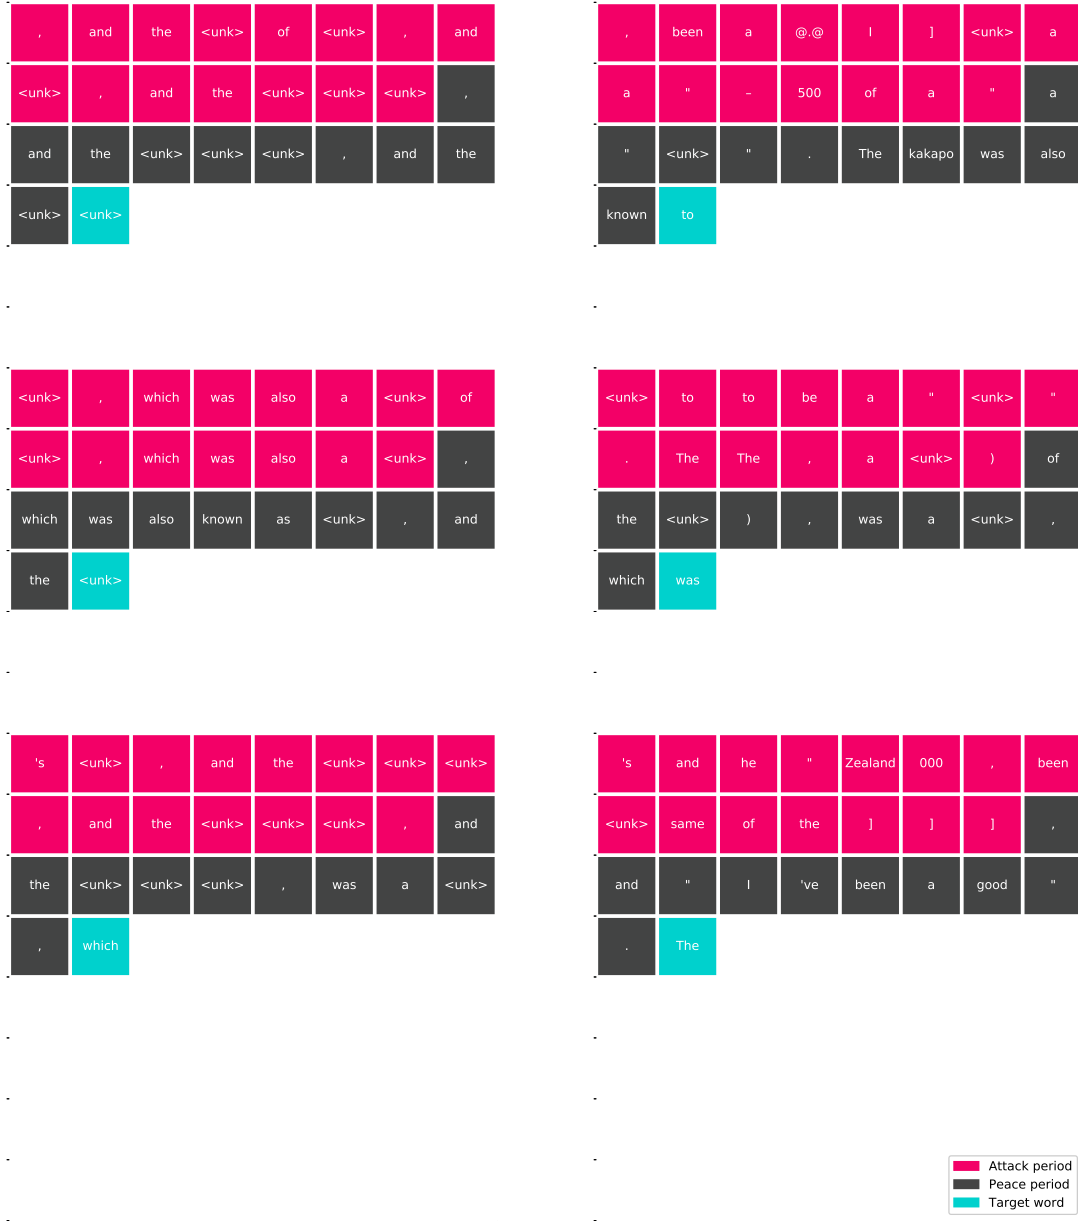 , and the <unk> of <unk> , and
<unk> , and the <unk> <unk> <unk> ,
and the <unk> <unk> <unk> , and the
<unk> <unk>
, been a @.@ I ] <unk> a
a " – 500 of a " a
" <unk> " . The kakapo was also
known to
<unk> , which was also a <unk> of
<unk> , which was also a <unk> ,
which was also known as <unk> , and
the <unk>
<unk> to to be a " <unk> "
. The The , a <unk> ) of
the <unk> ) , was a <unk> ,
which was
's <unk> , and the <unk> <unk> <unk>
, and the <unk> <unk> <unk> , and
the <unk> <unk> <unk> , was a <unk>
, which
's and he " Zealand 000 , been
<unk> same of the ] ] ] ,
and " I 've been a good "
. The
Attack period
Peace period
Target word